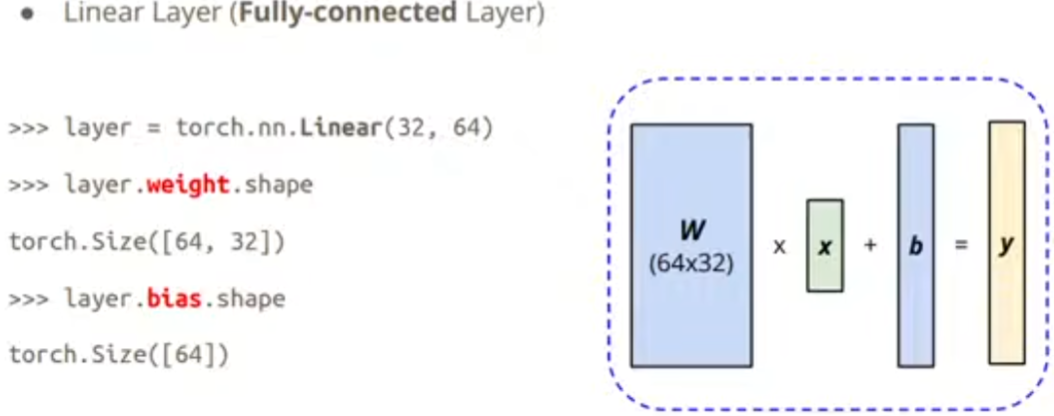 ● Linear Layer (Fully-connected Layer)
>>> layer = torch.nn.Linear(32, 64)
>>> layer.weight.shape
torch.Size([64, 32])
>>> layer.bias.shape
torch.Size([64])
W
(64x32)
x x + b = y